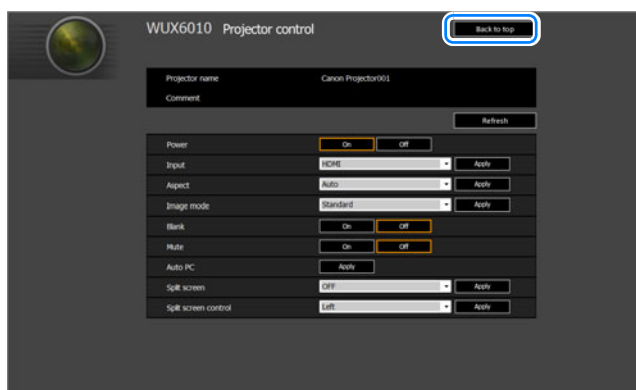 WUX6010 Projector control Back to top
Projector name Canon Projector001
Comment
Refresh
Power On Off
Input HDMI Apply
Aspect Auto Apply
Image mode Standard Apply
Blank On Off
Mute On Off
Auto PC Apply
Split screen OFF Apply
Split screen control Left Apply